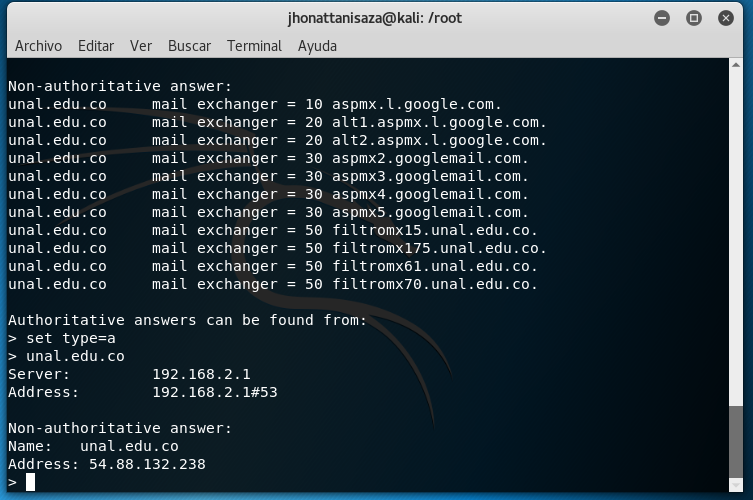 jhonattanisaza@kali: /root
Archivo Editar Ver Buscar Terminal Ayuda
Non-authoritative answer:
unal.edu.co mail exchanger = 10 aspmx.l.google.com.
unal.edu.co mail exchanger = 20 alt1.aspmx.l.google.com.
unal.edu.co mail exchanger = 20 alt2.aspmx.l.google.com.
unal.edu.co mail exchanger = 30 aspmx2.googlemail.com.
unal.edu.co mail exchanger = 30 aspmx3.googlemail.com.
unal.edu.co mail exchanger = 30 aspmx4.googlemail.com.
unal.edu.co mail exchanger = 30 aspmx5.googlemail.com.
unal.edu.co mail exchanger = 50 filtromx15.unal.edu.co.
unal.edu.co mail exchanger = 50 filtromx175.unal.edu.co.
unal.edu.co mail exchanger = 50 filtromx61.unal.edu.co.
unal.edu.co mail exchanger = 50 filtromx70.unal.edu.co.
Authoritative answers can be found from:
> set type=a
> unal.edu.co
Server: 192.168.2.1
Address: 192.168.2.1#53
Non-authoritative answer:
Name: unal.edu.co
Address: 54.88.132.238
>